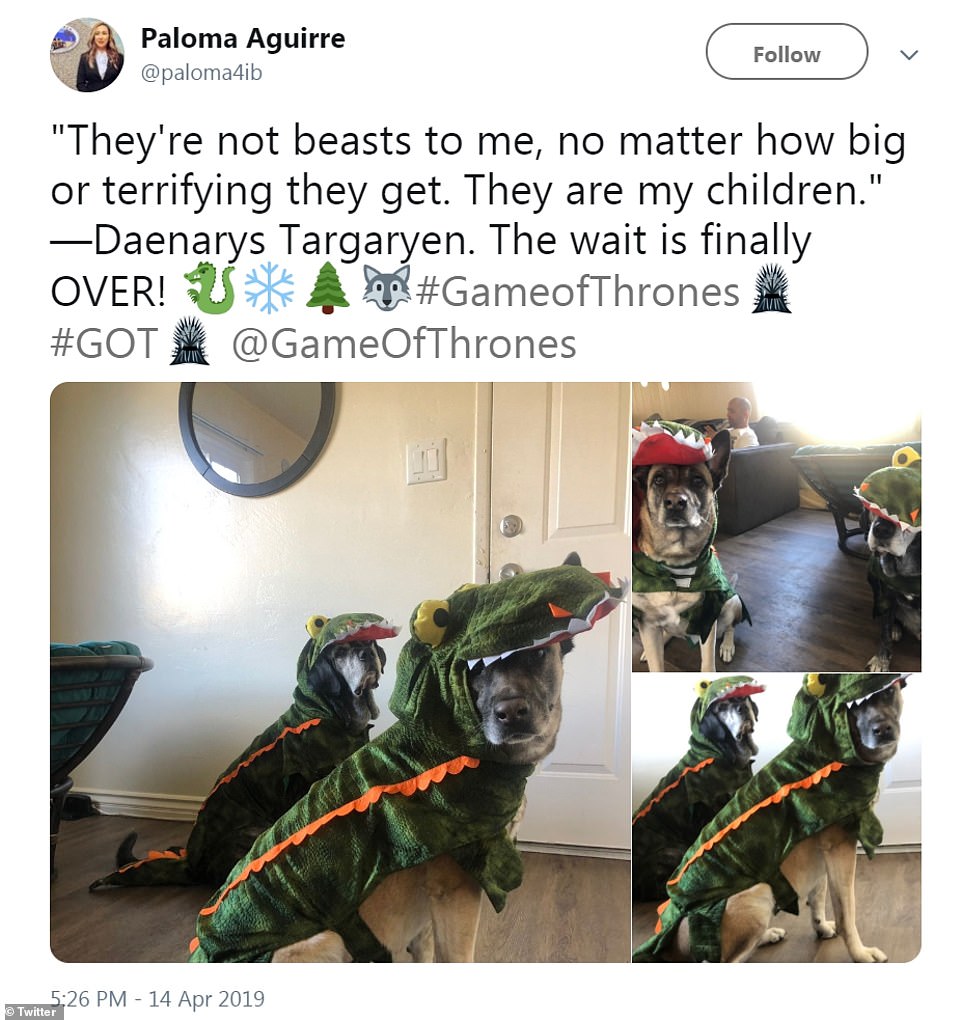 Paloma Aguirre
@paloma4ib
Follow
"They're not beasts to me, no matter how big
or terrifying they get. They are my children."
—Daenarys Targaryen. The wait is finally
OVER! 🐉❄️🌲🐺#GameofThrones
#GOT @GameOfThrones
5:26 PM - 14 Apr 2019
© Twitter